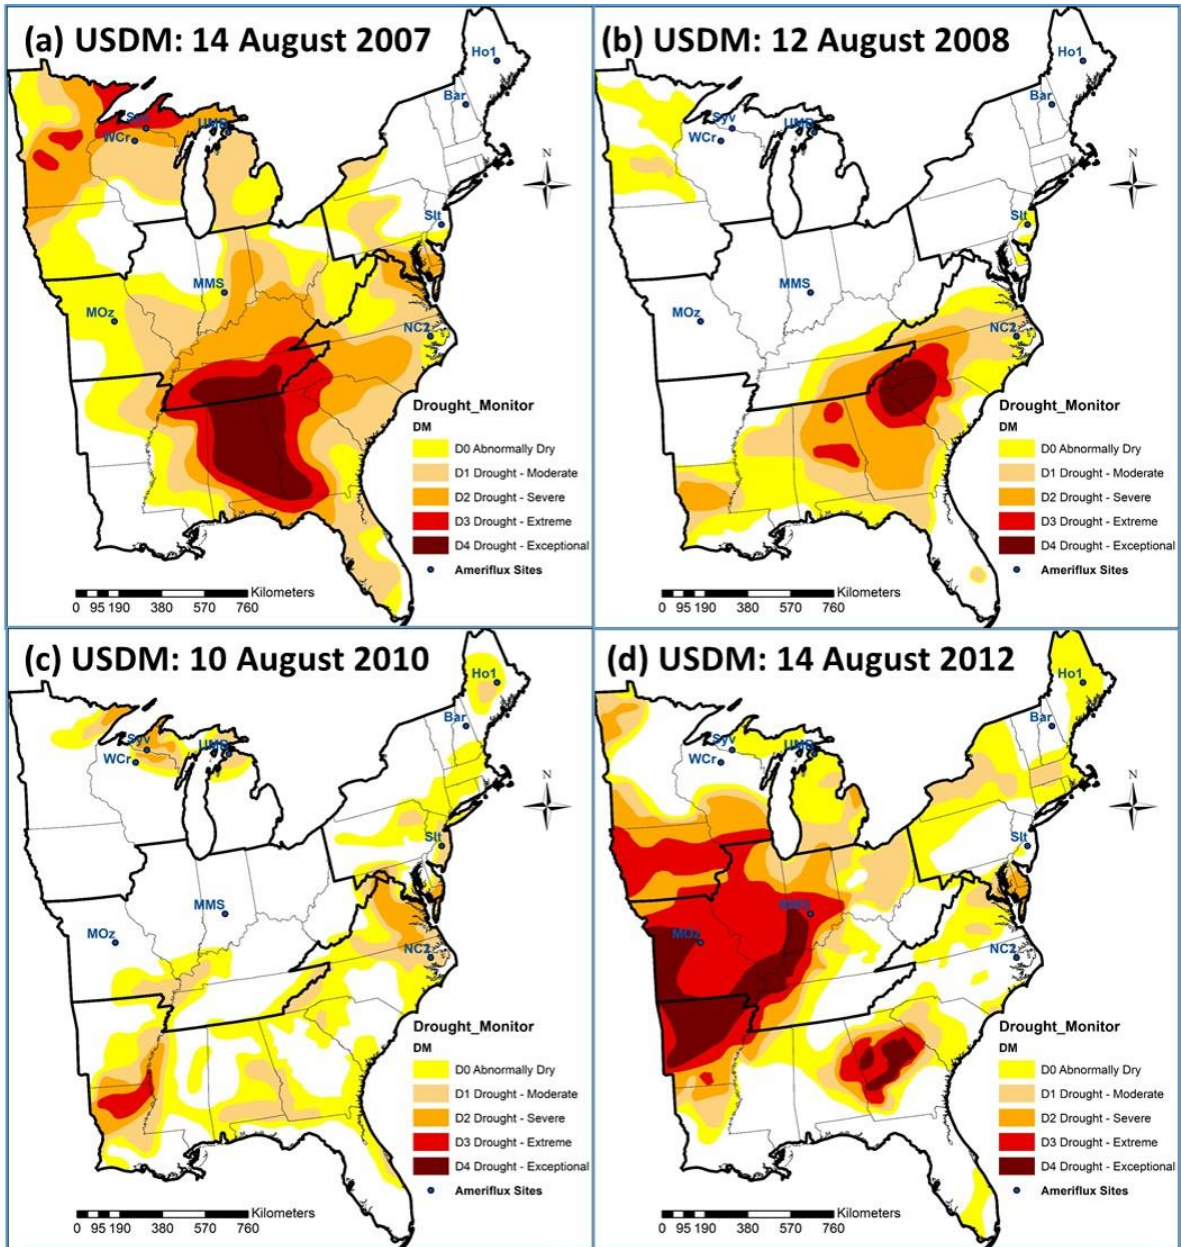 (a) USDM: 14 August 2007
Ho1
Bar
Syv
UMB
WCr
N
Slt
MMS
MOz
NC2
Drought_Monitor
DM
D0 Abnormally Dry
D1 Drought - Moderate
D2 Drought - Severe
D3 Drought - Extreme
D4 Drought - Exceptional
Ameriflux Sites
Kilometers
0 95 190 380 570 760
(b) USDM: 12 August 2008
Ho1
Bar
Syv
UMB
WCr
N
Slt
MMS
MOz
NC2
Drought_Monitor
DM
D0 Abnormally Dry
D1 Drought - Moderate
D2 Drought - Severe
D3 Drought - Extreme
D4 Drought - Exceptional
Ameriflux Sites
Kilometers
0 95 190 380 570 760
(c) USDM: 10 August 2010
Ho1
Bar
Syv
UMB
WCr
N
Slt
MMS
MOz
NC2
Drought_Monitor
DM
D0 Abnormally Dry
D1 Drought - Moderate
D2 Drought - Severe
D3 Drought - Extreme
D4 Drought - Exceptional
Ameriflux Sites
Kilometers
0 95 190 380 570 760
(d) USDM: 14 August 2012
Ho1
Bar
Syv
UMB
WCr
N
Slt
MMS
MOz
NC2
Drought_Monitor
DM
D0 Abnormally Dry
D1 Drought - Moderate
D2 Drought - Severe
D3 Drought - Extreme
D4 Drought - Exceptional
Ameriflux Sites
Kilometers
0 95 190 380 570 760